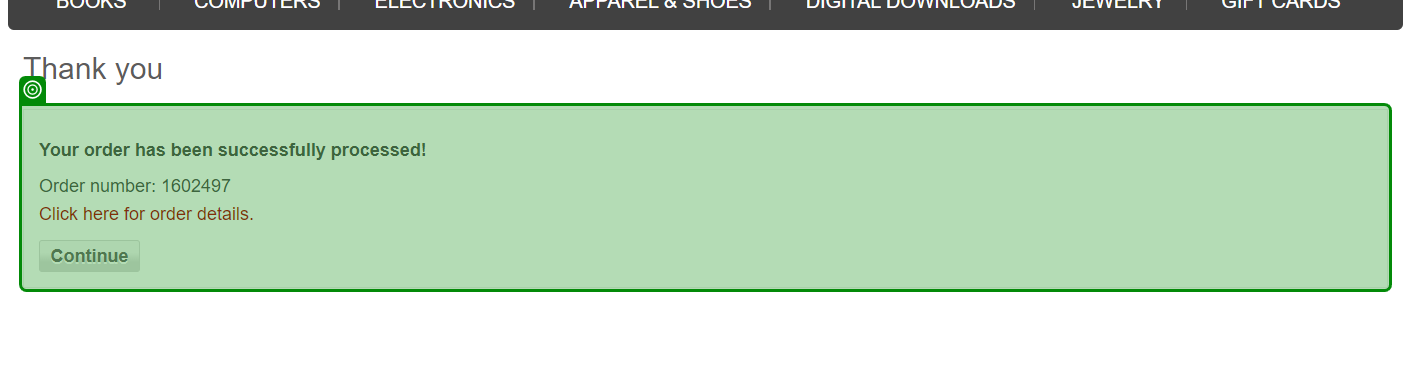 BOOKS COMPUTERS ELECTRONICS APPAREL & SHOES DIGITAL DOWNLOADS JEWELRY GIFT CARDS
Thank you
Your order has been successfully processed!
Order number: 1602497
Click here for order details.
Continue